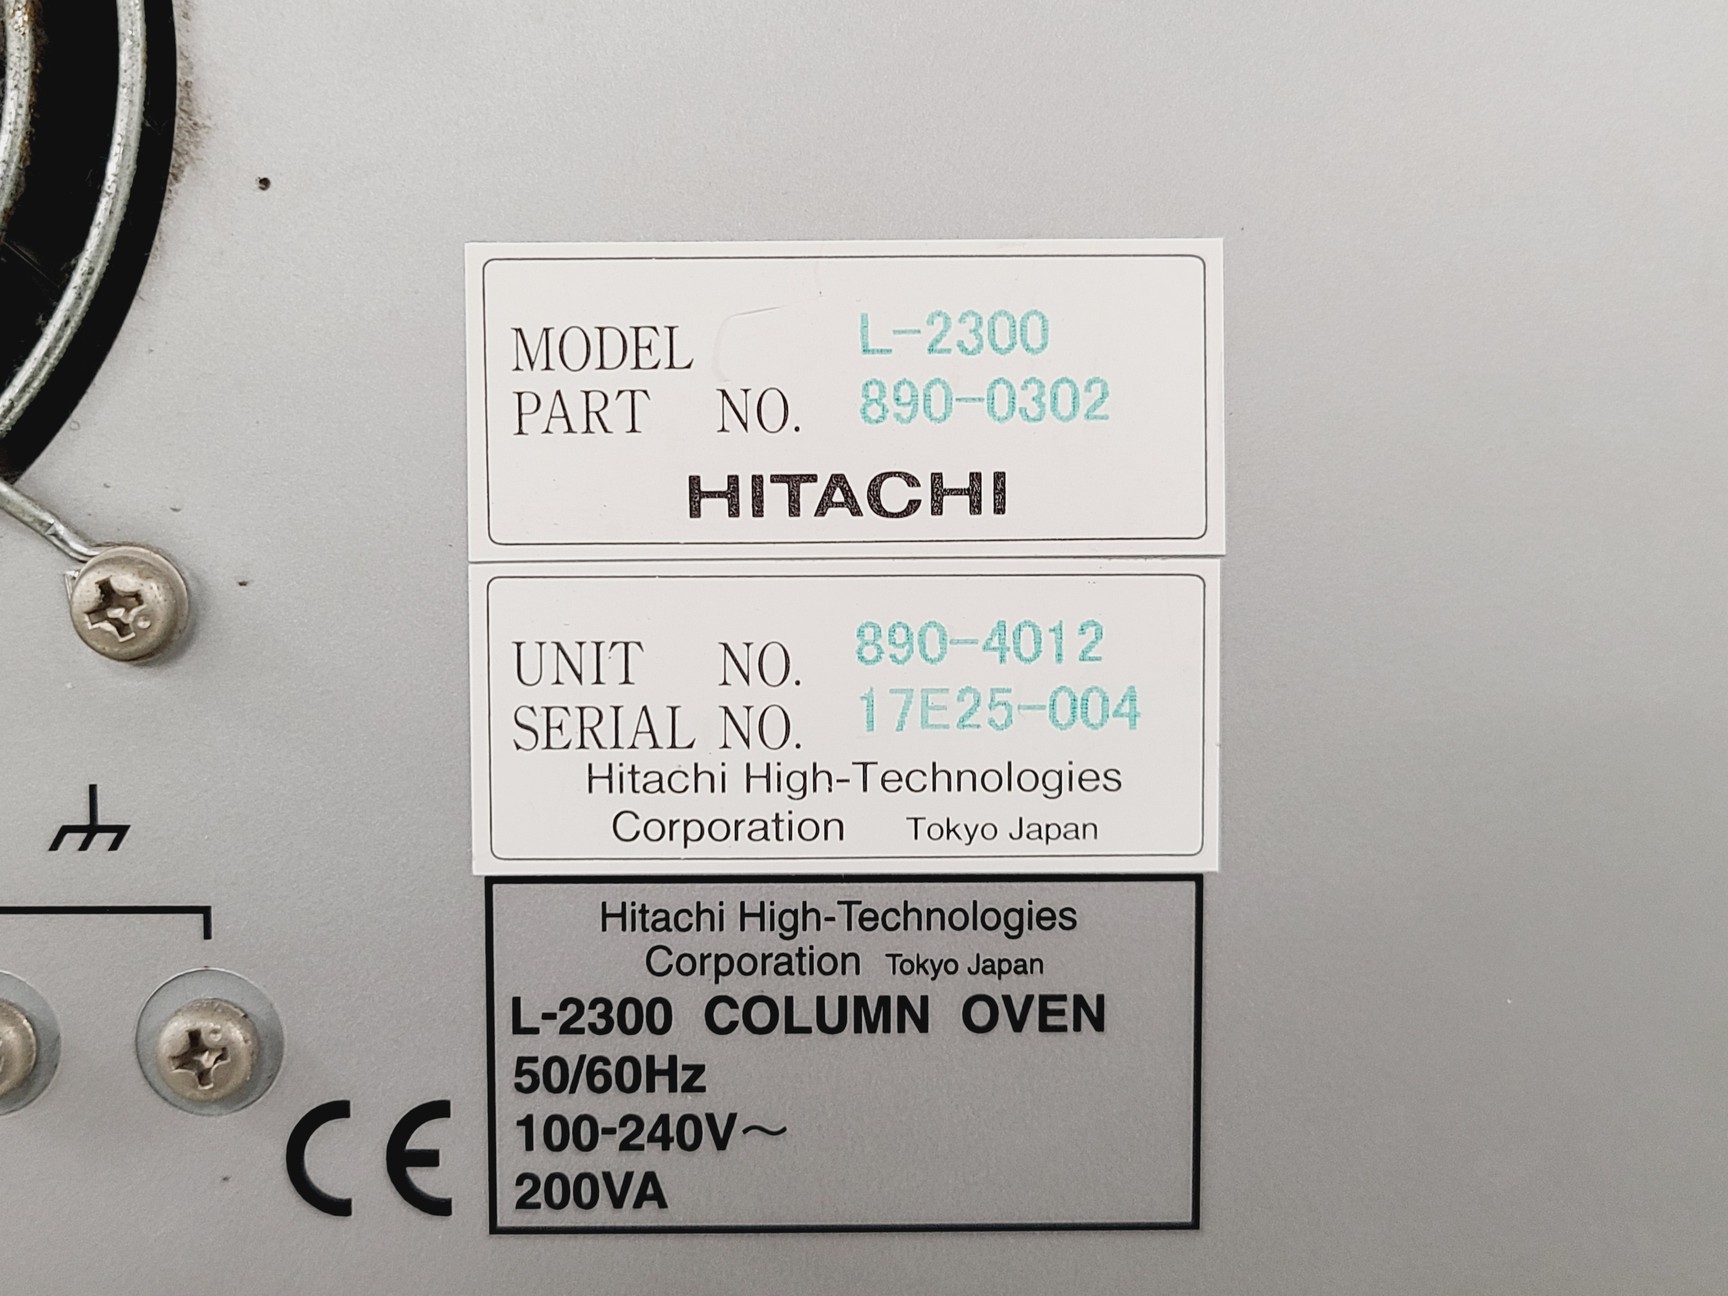 MODEL L-2300
PART NO. 890-0302
HITACHI
UNIT NO. 890-4012
SERIAL NO. 17E25-004
Hitachi High-Technologies
Corporation Tokyo Japan
Hitachi High-Technologies
Corporation Tokyo Japan
L-2300 COLUMN OVEN
50/60Hz
100-240V～
200VA
CE